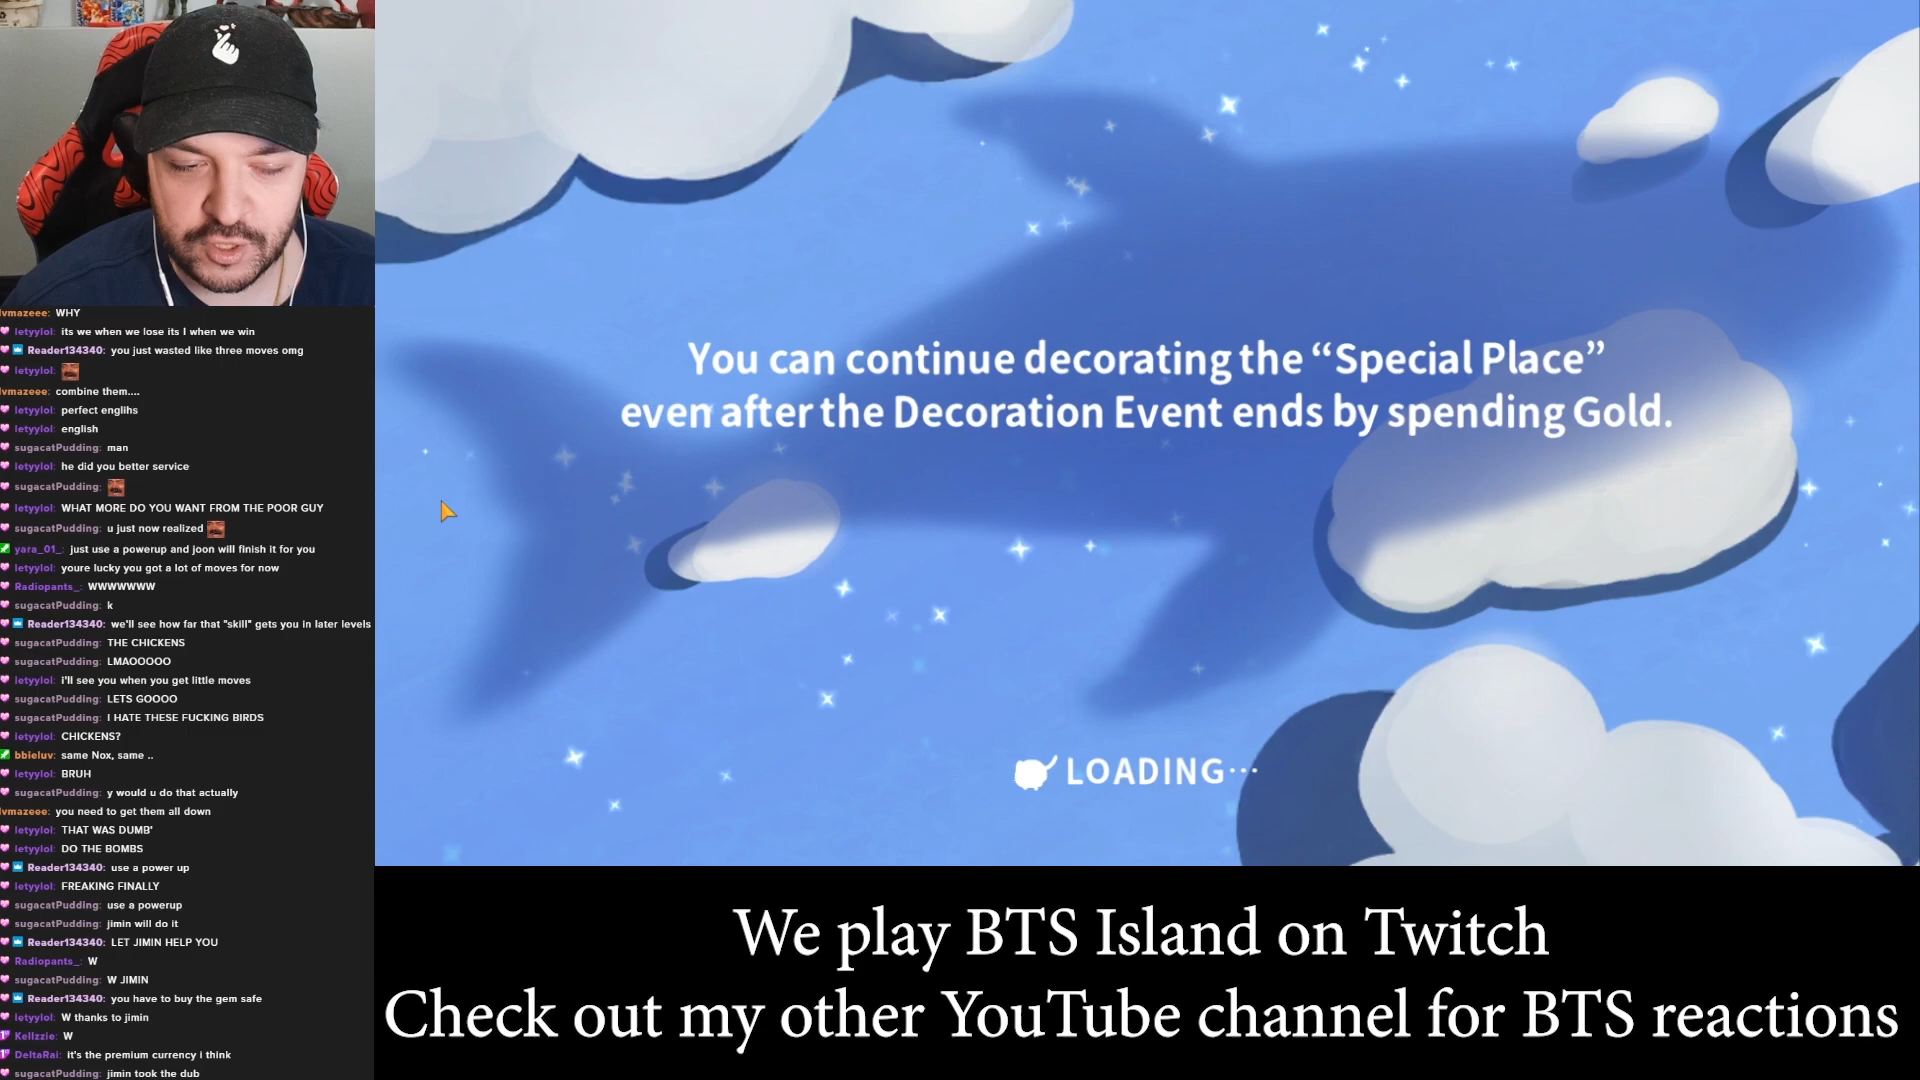 lvmazeee: WHY
letyylol: its we when we lose its I when we win
Reader134340: you just wasted like three moves omg
letyylol:
lvmazeee: combine them....
letyylol: perfect englihs
letyylol: english
sugacatPudding: man
letyylol: he did you better service
sugacatPudding:
letyylol: WHAT MORE DO YOU WANT FROM THE POOR GUY
sugacatPudding: u just now realized
yara_01_: just use a powerup and joon will finish it for you
letyylol: youre lucky you got a lot of moves for now
Radiopants_: WWWWWWW
sugacatPudding: k
Reader134340: we'll see how far that "skill" gets you in later levels
sugacatPudding: THE CHICKENS
sugacatPudding: LMAOOOOO
letyylol: i'll see you when you get little moves
sugacatPudding: LETS GOOOO
sugacatPudding: I HATE THESE FUCKING BIRDS
letyylol: CHICKENS?
bbieluv: same Nox, same ..
letyylol: BRUH
sugacatPudding: y would u do that actually
lvmazeee: you need to get them all down
letyylol: THAT WAS DUMB'
letyylol: DO THE BOMBS
Reader134340: use a power up
letyylol: FREAKING FINALLY
sugacatPudding: use a powerup
sugacatPudding: jimin will do it
Reader134340: LET JIMIN HELP YOU
Radiopants_: W
sugacatPudding: W JIMIN
Reader134340: you have to buy the gem safe
letyylol: W thanks to jimin
Kellzzie: W
DeltaRai: it's the premium currency i think
sugacatPudding: jimin took the dub
You can continue decorating the “Special Place”
even after the Decoration Event ends by spending Gold.
LOADING···
We play BTS Island on Twitch
Check out my other YouTube channel for BTS reactions